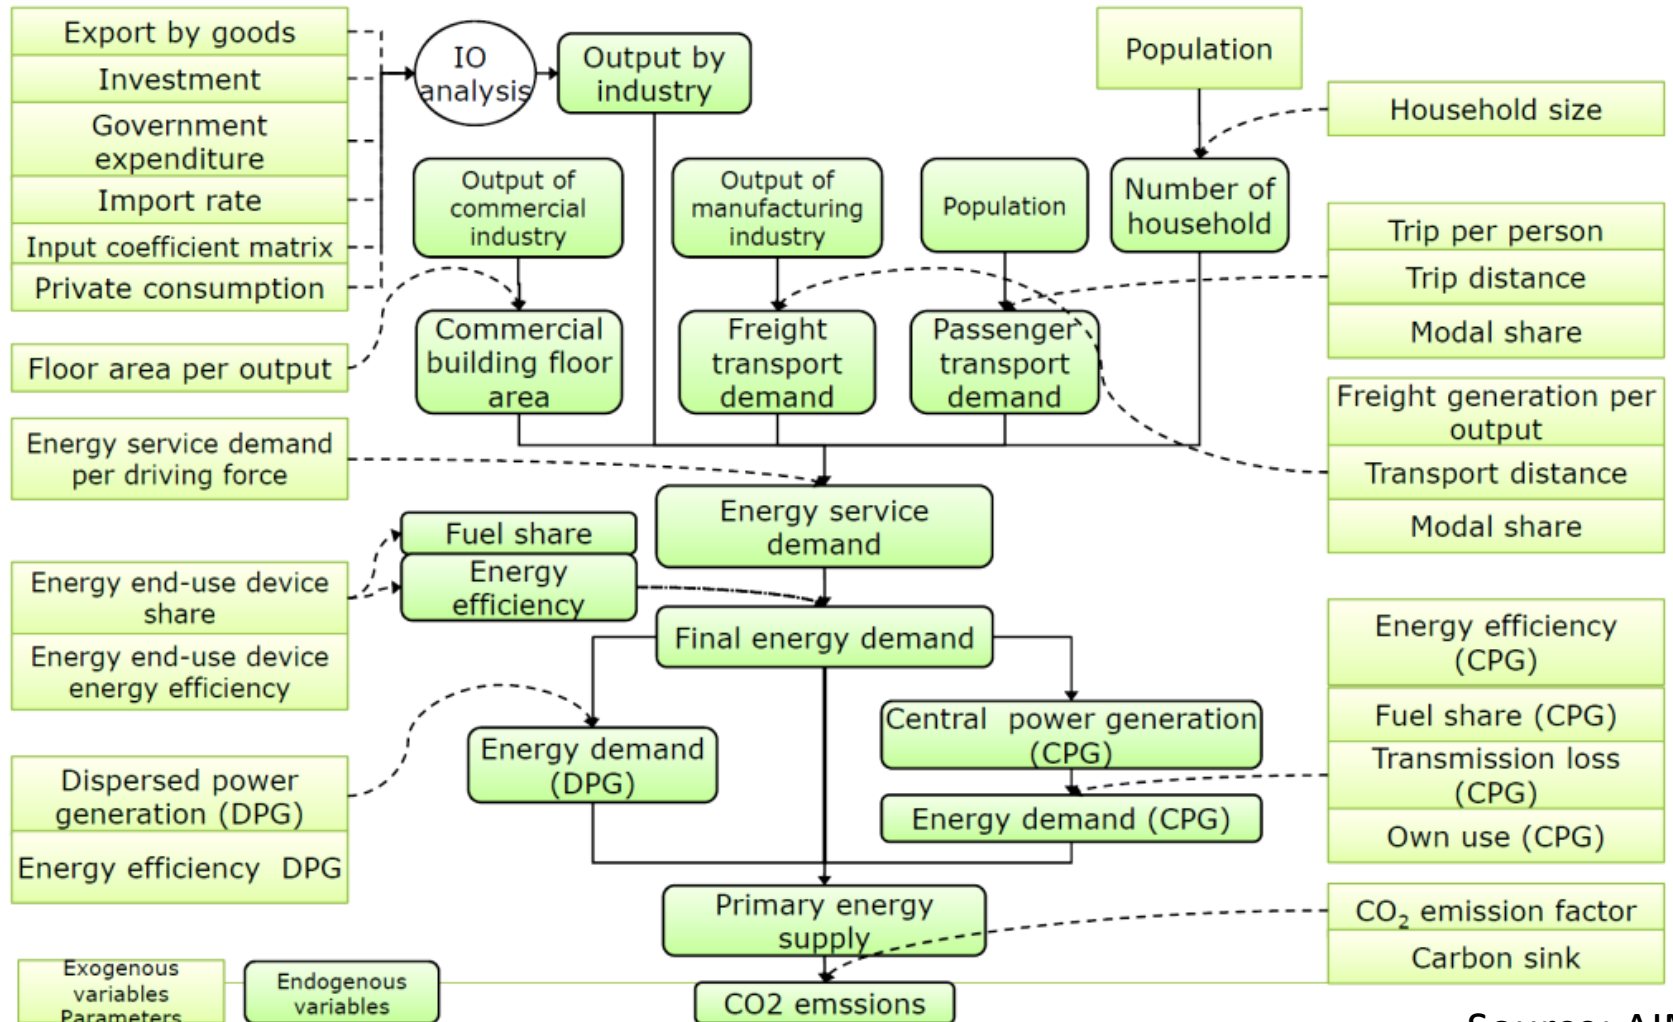 Export by goods
Investment
Government
expenditure
Import rate
Input coefficient matrix
Private consumption
IO
analysis
Output by
industry
Population
Household size
Output of
commercial
industry
Output of
manufacturing
industry
Population
Number of
household
Trip per person
Trip distance
Modal share
Floor area per output
Commercial
building floor
area
Freight
transport
demand
Passenger
transport
demand
Freight generation per
output
Transport distance
Modal share
Energy service demand
per driving force
Energy service
demand
Fuel share
Energy
efficiency
Energy end-use device
share
Energy end-use device
energy efficiency
Final energy demand
Energy efficiency
(CPG)
Fuel share (CPG)
Transmission loss
(CPG)
Own use (CPG)
Central power generation
(CPG)
Energy demand
(DPG)
Energy demand (CPG)
Dispersed power
generation (DPG)
Energy efficiency DPG
Primary energy
supply
CO2 emission factor
Carbon sink
CO2 emssions
Exogenous
variables
Parameters
Endogenous
variables